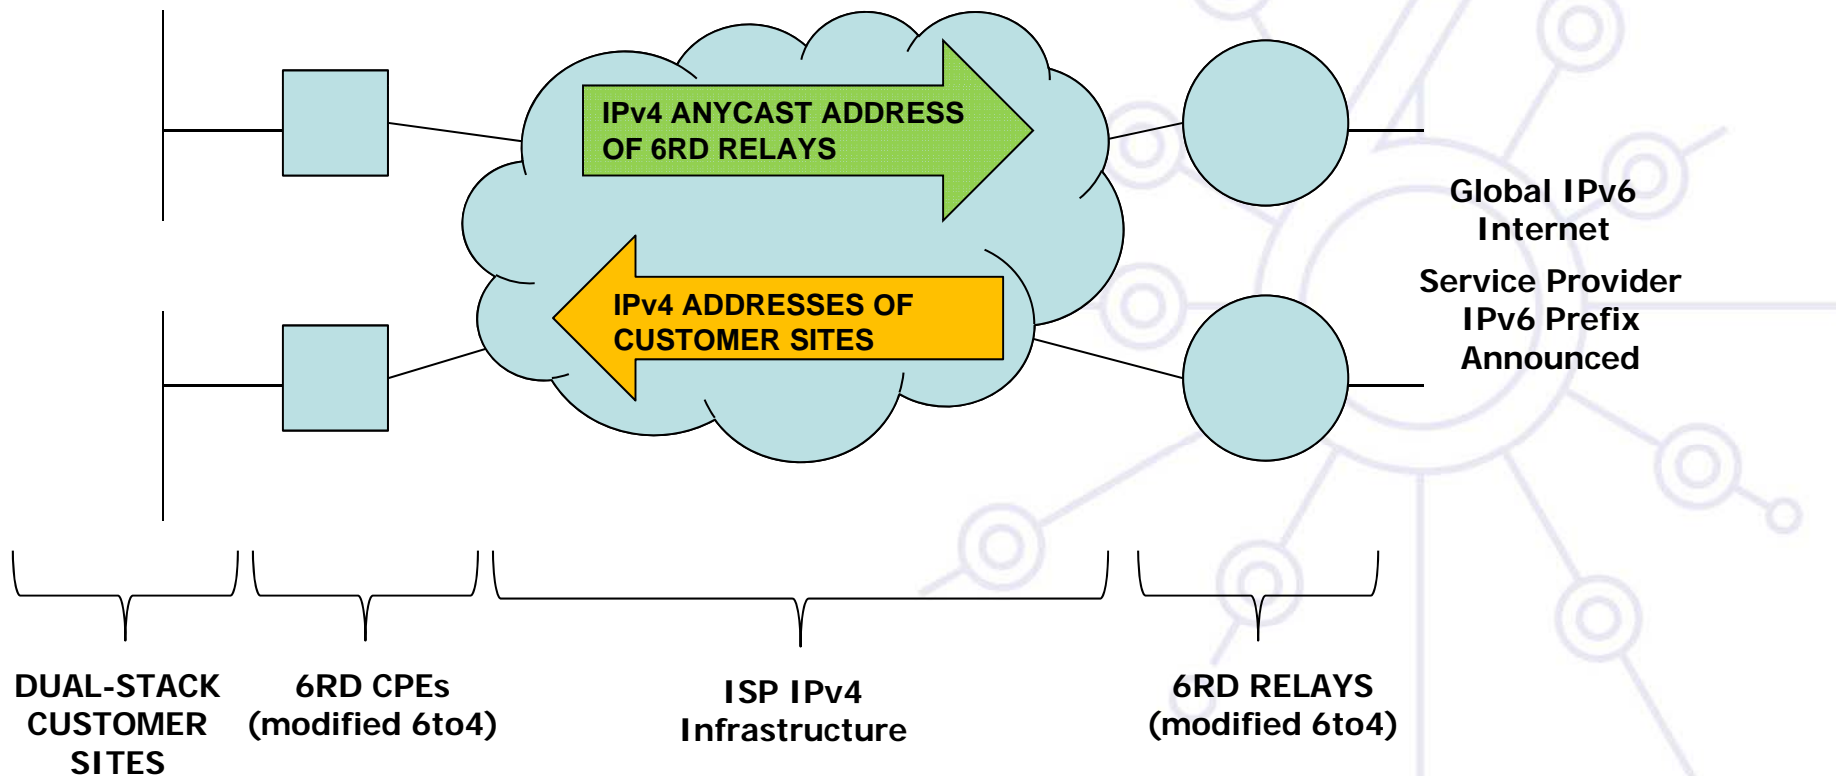 IPv4 ANYCAST ADDRESS
OF 6RD RELAYS
IPv4 ADDRESSES OF
CUSTOMER SITES
Global IPv6
Internet
Service Provider
IPv6 Prefix
Announced
DUAL-STACK
CUSTOMER
SITES
6RD CPEs
(modified 6to4)
ISP IPv4
Infrastructure
6RD RELAYS
(modified 6to4)